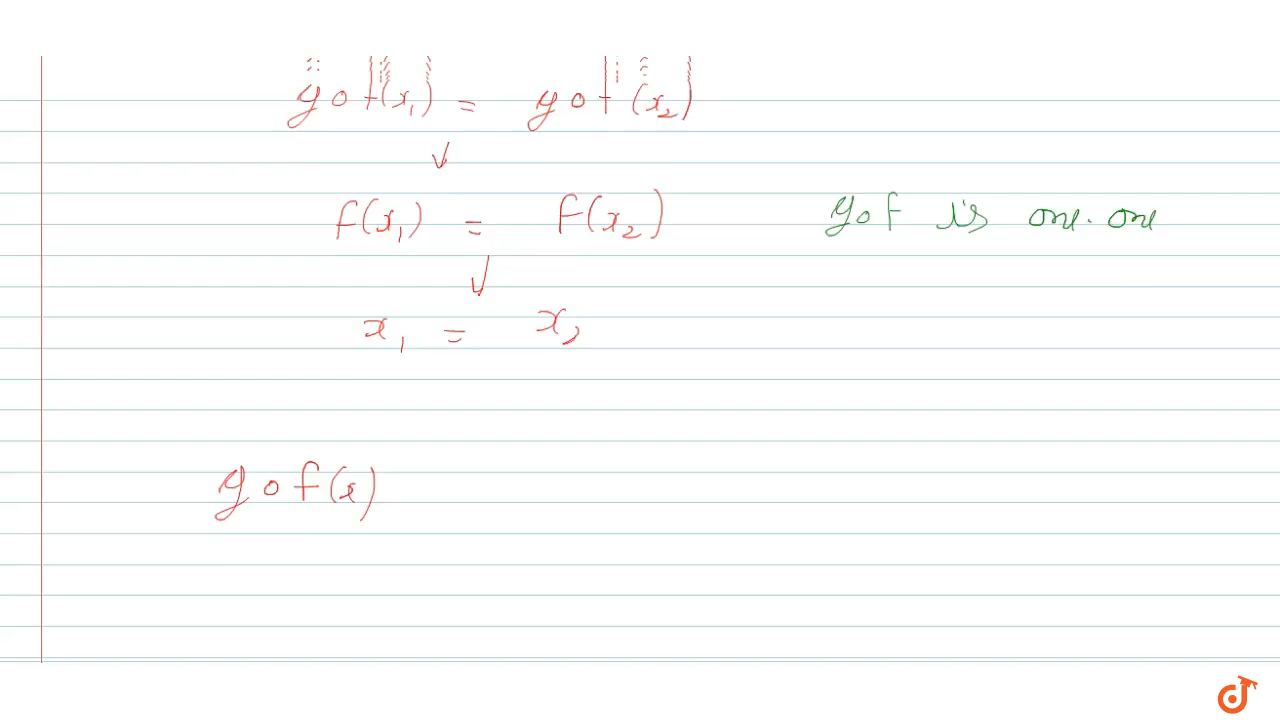 gof(x₁) = gof(x₂)
f(x₁) = f(x₂) gof is one-one
x₁ = x₂
gof(x)